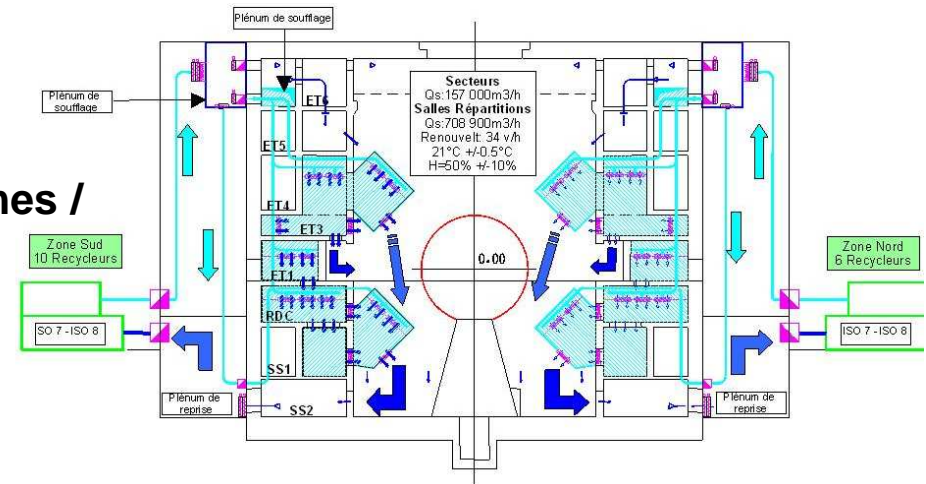 Plénum de soufflage
Plénum de
soufflage
Secteurs
Qs:157 000m3/h
Salles Répartitions
Qs:708 900m3/h
Renouvelt: 34 v/h
21°C +/-0.5°C
H=50% +/-10%
ET6
ET5
ET4
ET3
ET1
RDC
SS1
SS2
0.00
nes /
Zone Sud
10 Recycleurs
ISO 7 -ISO 8
Zone Nord
6 Recycleurs
ISO 7 -ISO 8
Plénum de
reprise
Plénum de
reprise